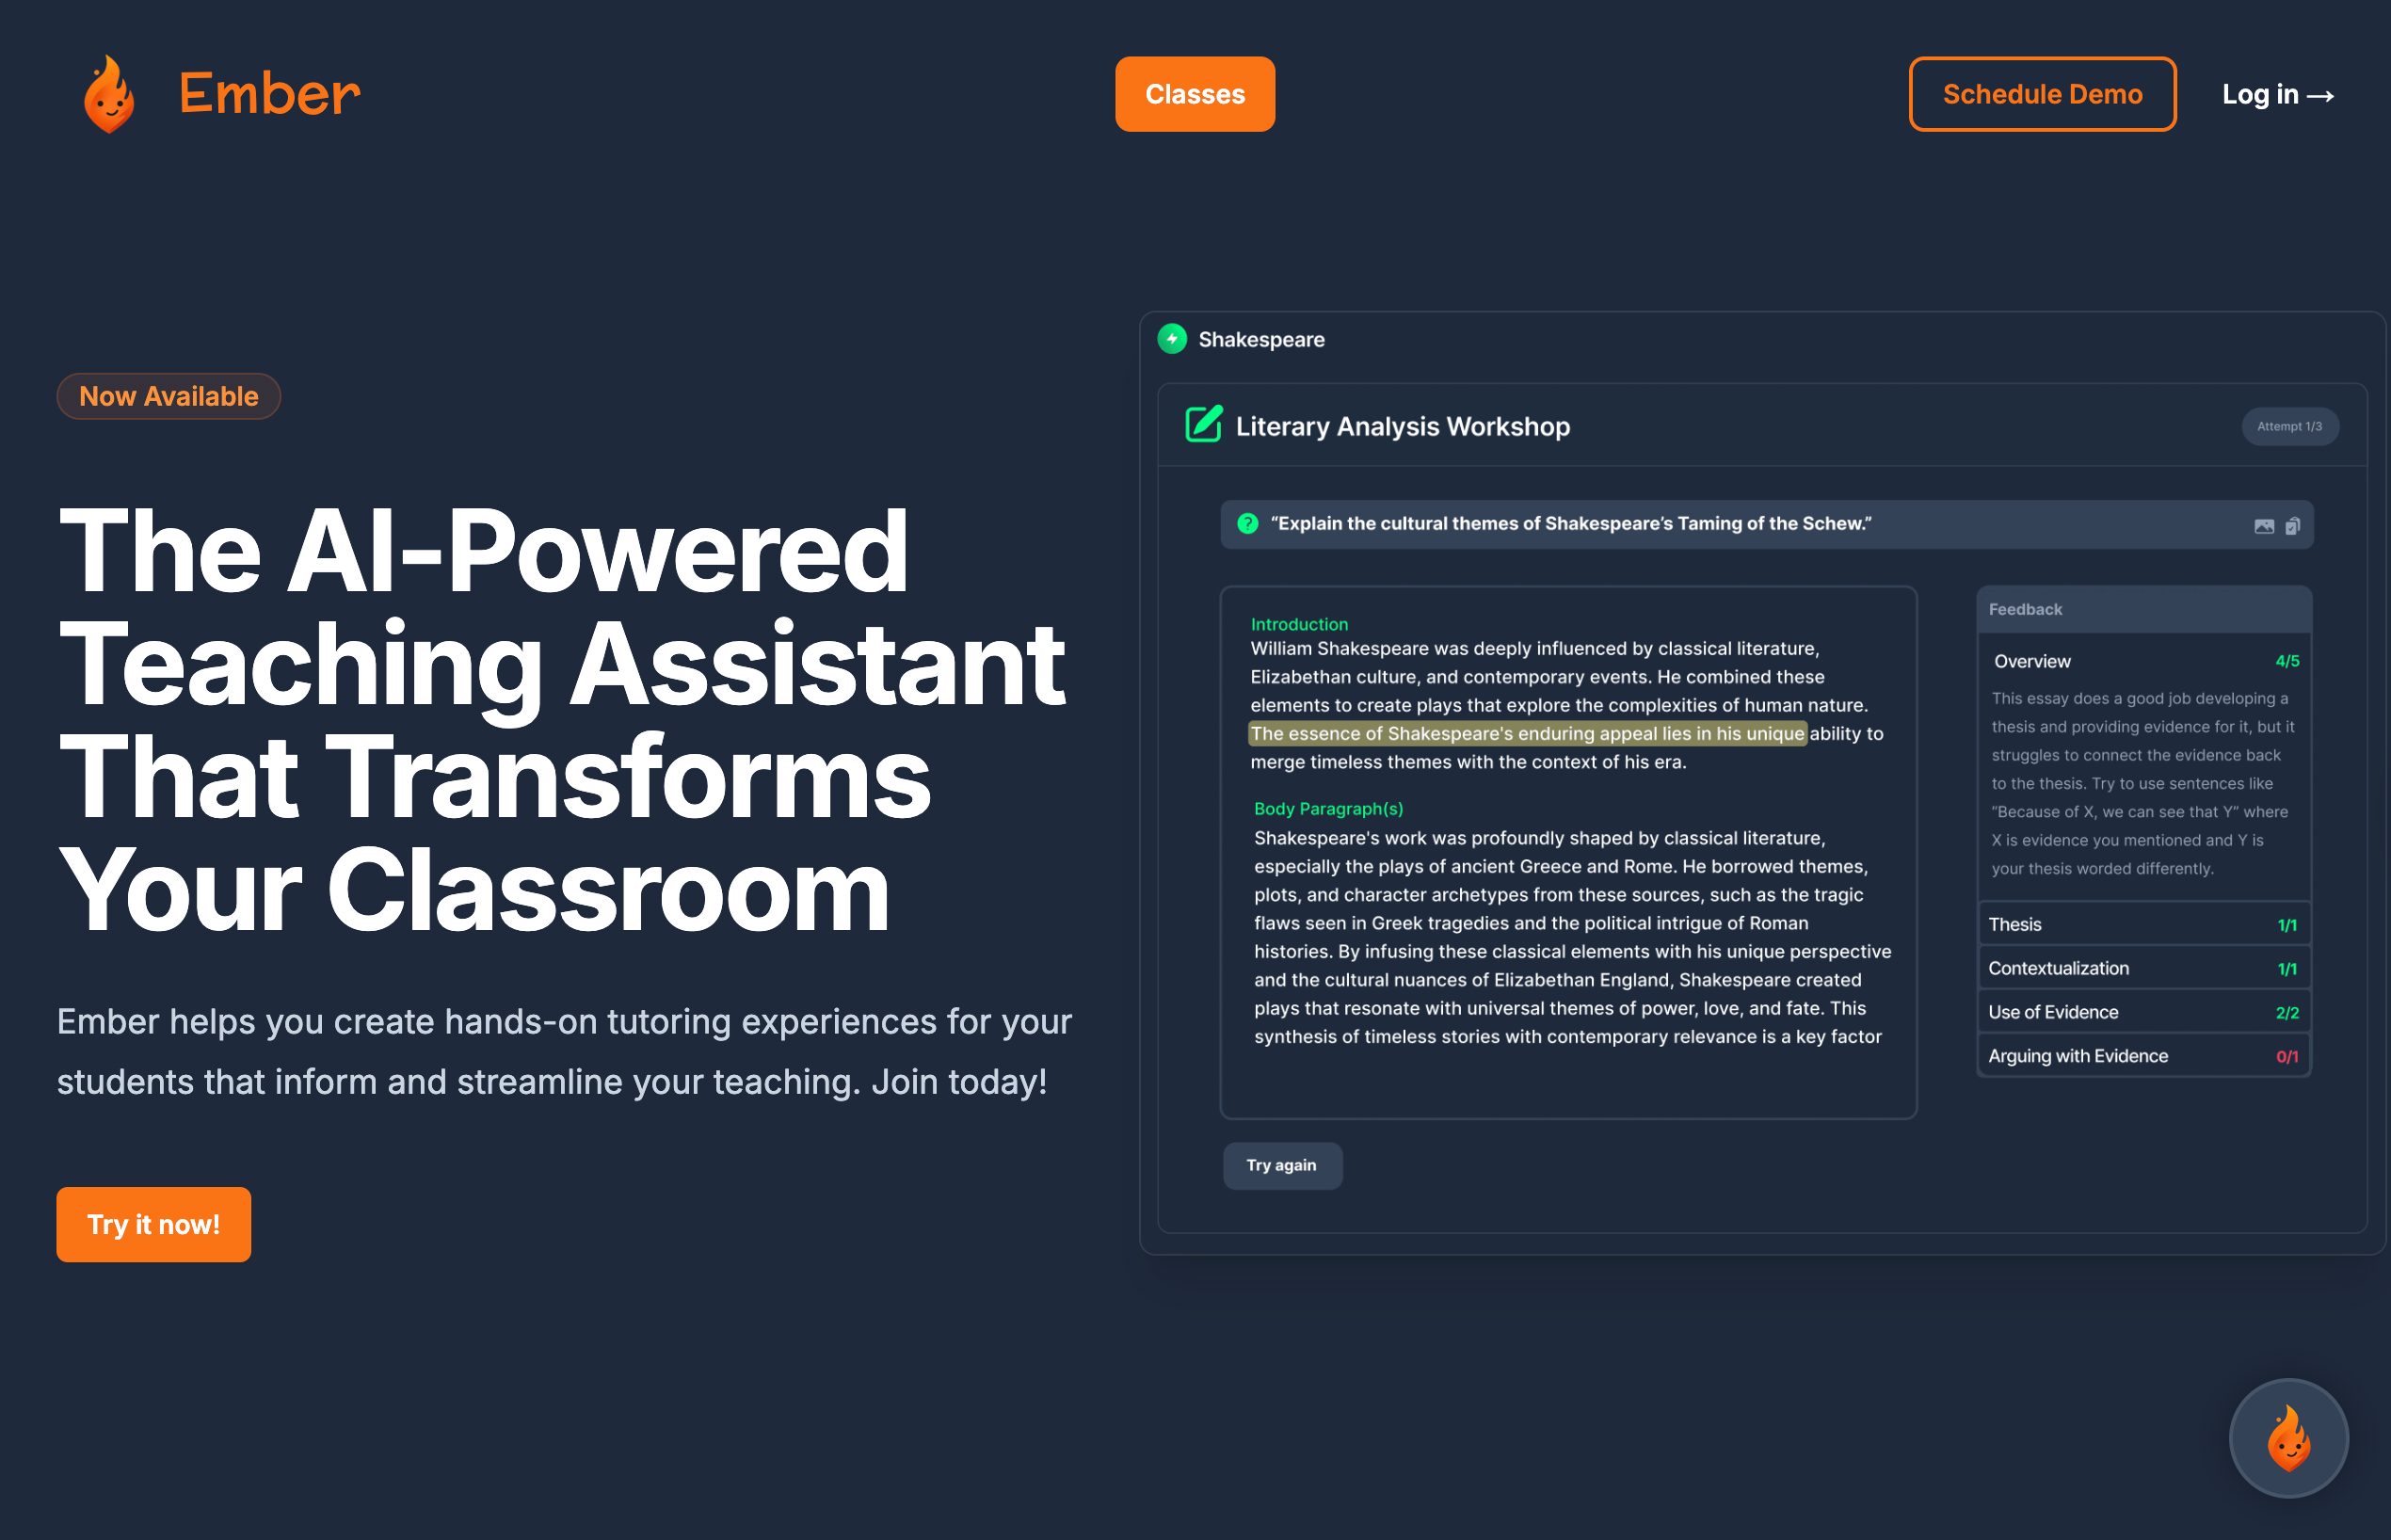 Ember
Classes
Schedule Demo
Log in →
Now Available
The AI-Powered
Teaching Assistant
That Transforms
Your Classroom
Ember helps you create hands-on tutoring experiences for your
students that inform and streamline your teaching. Join today!
Try it now!
Shakespeare
Literary Analysis Workshop
Attempt 1/3
“Explain the cultural themes of Shakespeare’s Taming of the Schew.”
Introduction
William Shakespeare was deeply influenced by classical literature,
Elizabethan culture, and contemporary events. He combined these
elements to create plays that explore the complexities of human nature.
The essence of Shakespeare's enduring appeal lies in his unique ability to
merge timeless themes with the context of his era.
Body Paragraph(s)
Shakespeare's work was profoundly shaped by classical literature,
especially the plays of ancient Greece and Rome. He borrowed themes,
plots, and character archetypes from these sources, such as the tragic
flaws seen in Greek tragedies and the political intrigue of Roman
histories. By infusing these classical elements with his unique perspective
and the cultural nuances of Elizabethan England, Shakespeare created
plays that resonate with universal themes of power, love, and fate. This
synthesis of timeless stories with contemporary relevance is a key factor
Try again
Feedback
Overview 4/5
This essay does a good job developing a
thesis and providing evidence for it, but it
struggles to connect the evidence back
to the thesis. Try to use sentences like
“Because of X, we can see that Y” where
X is evidence you mentioned and Y is
your thesis worded differently.
Thesis 1/1
Contextualization 1/1
Use of Evidence 2/2
Arguing with Evidence 0/1